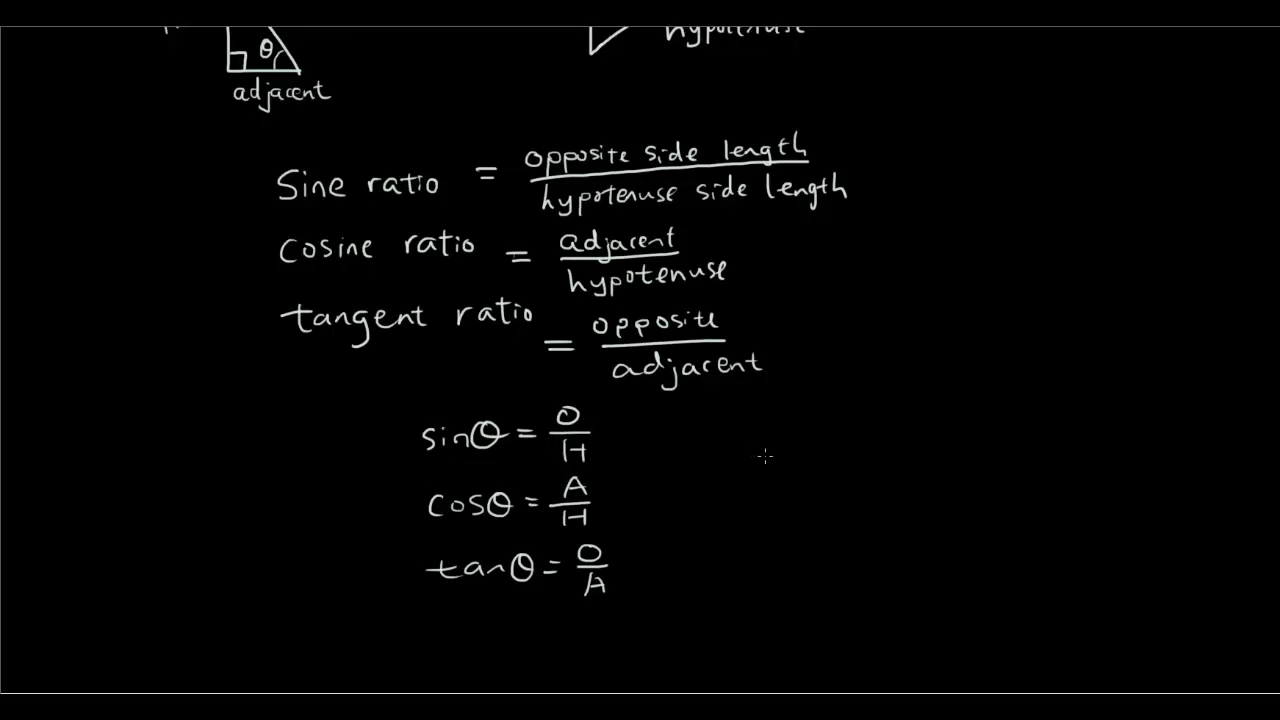 hypotenuse
θ
adjacent
Sine ratio = opposite side length / hypotenuse side length
cosine ratio = adjacent / hypotenuse
tangent ratio = opposite / adjacent
sinθ = O / H
cosθ = A / H
tanθ = O / A